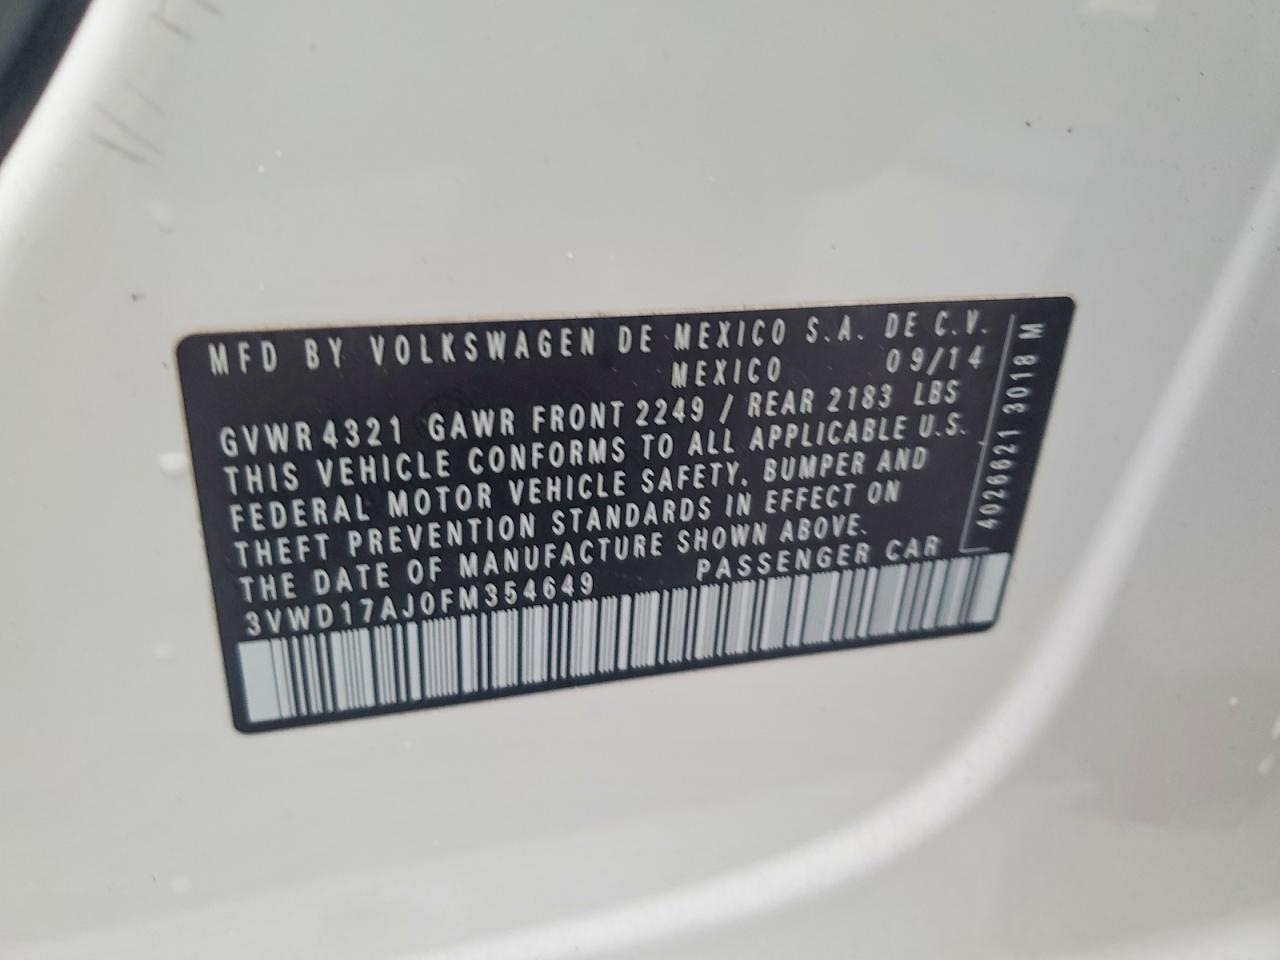 MFD BY VOLKSWAGEN DE MEXICO S.A. DE C.V.
MEXICO 09/14
GVWR 4321 GAWR FRONT 2249 / REAR 2183 LBS
THIS VEHICLE CONFORMS TO ALL APPLICABLE U.S.
FEDERAL MOTOR VEHICLE SAFETY, BUMPER AND
THEFT PREVENTION STANDARDS IN EFFECT ON
THE DATE OF MANUFACTURE SHOWN ABOVE.
3VWD17AJ0FM354649 PASSENGER CAR
4026621 3018 M